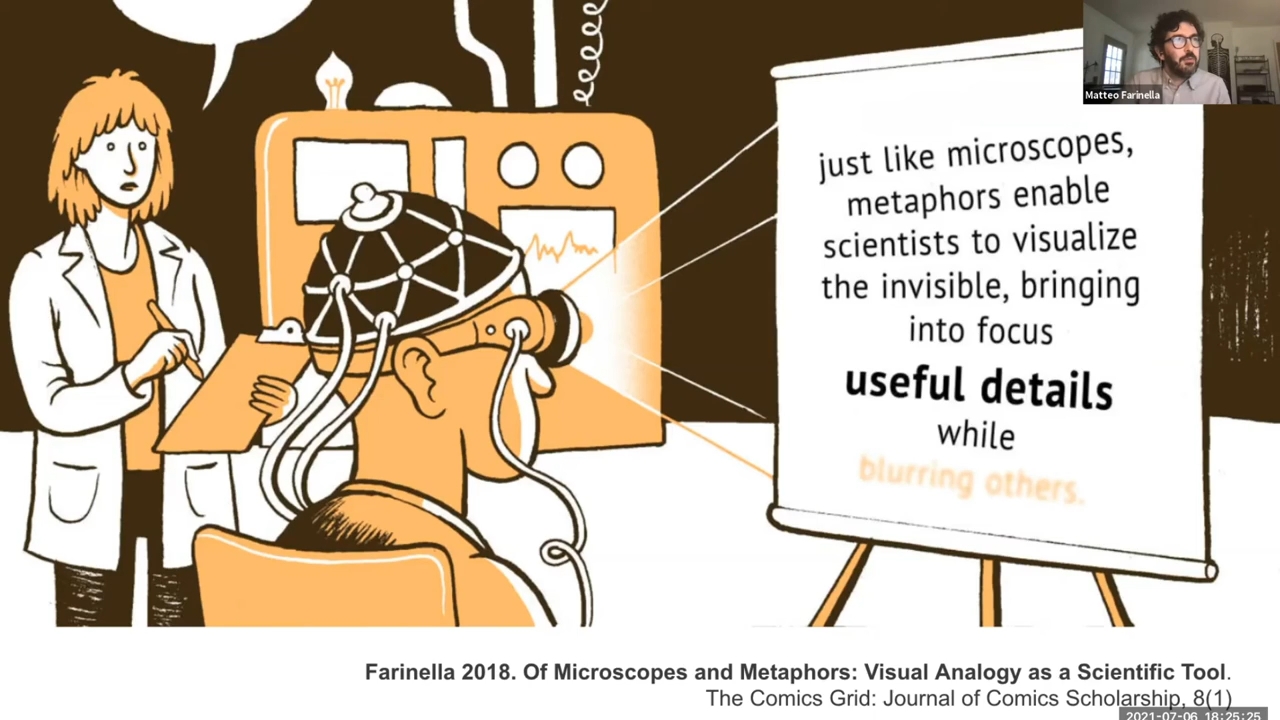 Matteo Farinella
just like microscopes,
metaphors enable
scientists to visualize
the invisible, bringing
into focus
useful details
while
blurring others.
Farinella 2018. Of Microscopes and Metaphors: Visual Analogy as a Scientific Tool.
The Comics Grid: Journal of Comics Scholarship, 8(1)
2021-07-06 18:25:25